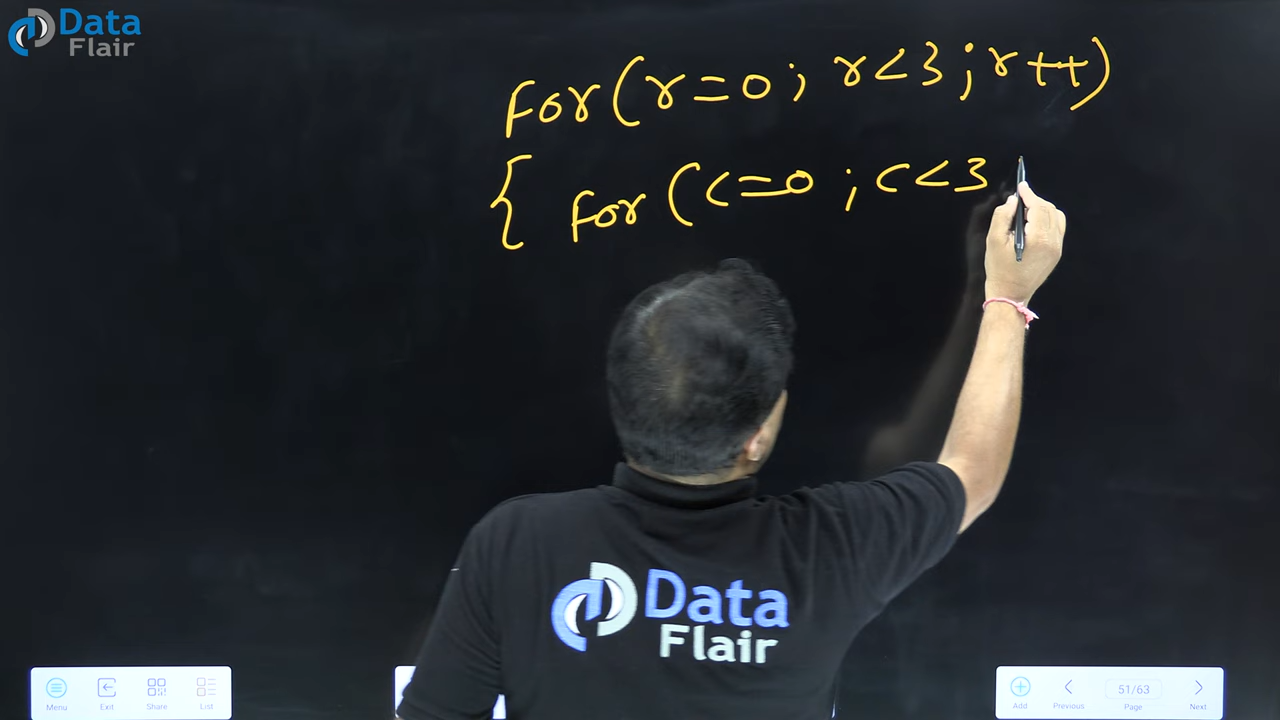 Data
Flair
for(r=0; r<3; r++)
{ for (c=0 ; c<3
Data
Flair
Menu
Exit
Share
List
Add
Previous
51/63
Page
Next